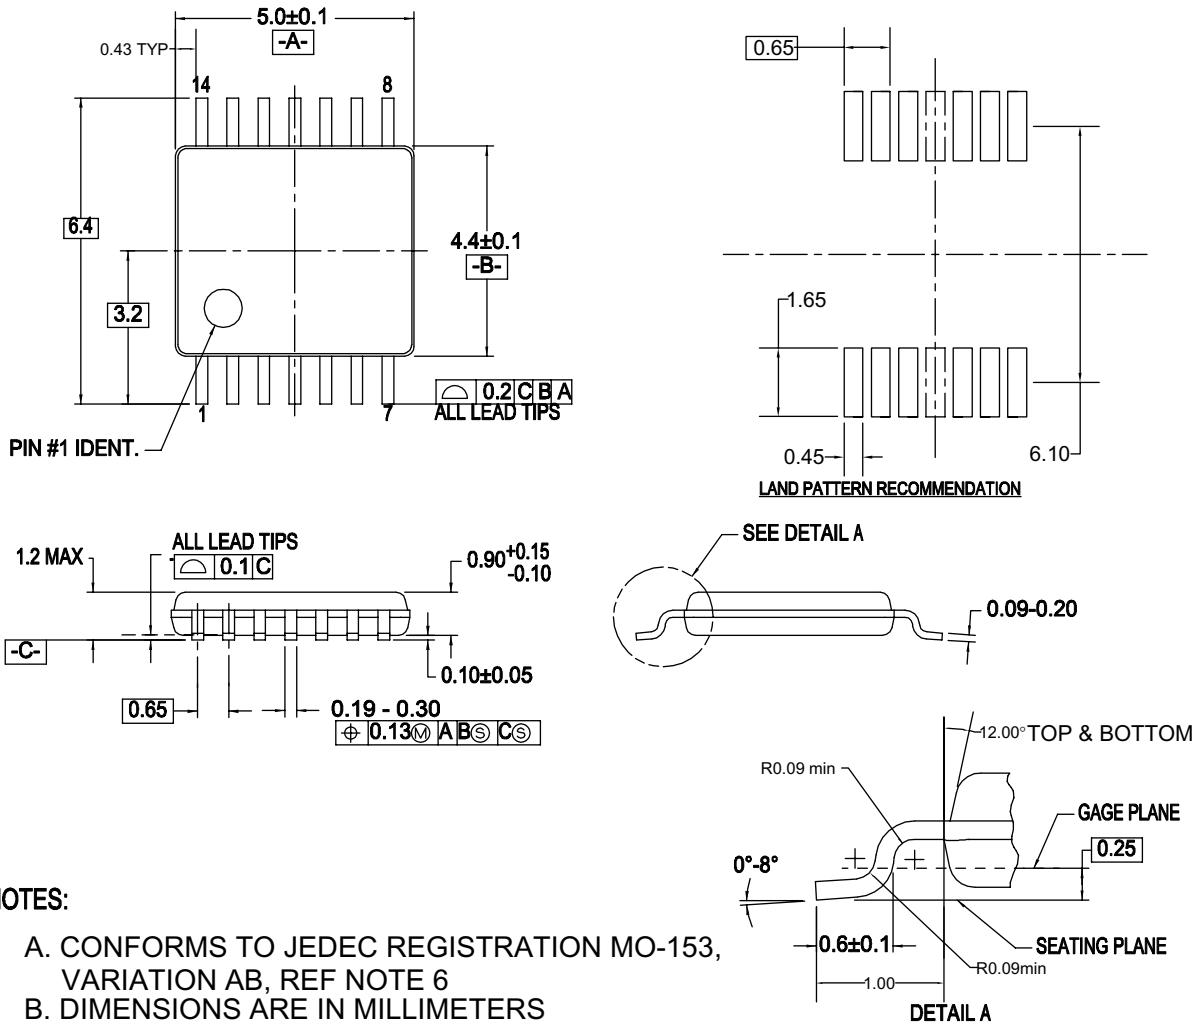 5.0±0.1
-A-
0.43 TYP
14
8
6.4
4.4±0.1
-B-
3.2
0.2 C B A
ALL LEAD TIPS
1
7
PIN #1 IDENT.
0.65
1.65
0.45
6.10
LAND PATTERN RECOMMENDATION
ALL LEAD TIPS
0.1 C
1.2 MAX
0.90 +0.15
-0.10
-C-
0.10±0.05
0.65
0.19 - 0.30
⌖ 0.13Ⓜ A BⓈ CⓈ
SEE DETAIL A
0.09-0.20
12.00° TOP & BOTTOM
R0.09 min
GAGE PLANE
0.25
0°-8°
SEATING PLANE
0.6±0.1
R0.09min
1.00
DETAIL A
NOTES:
A. CONFORMS TO JEDEC REGISTRATION MO-153,
VARIATION AB, REF NOTE 6
B. DIMENSIONS ARE IN MILLIMETERS